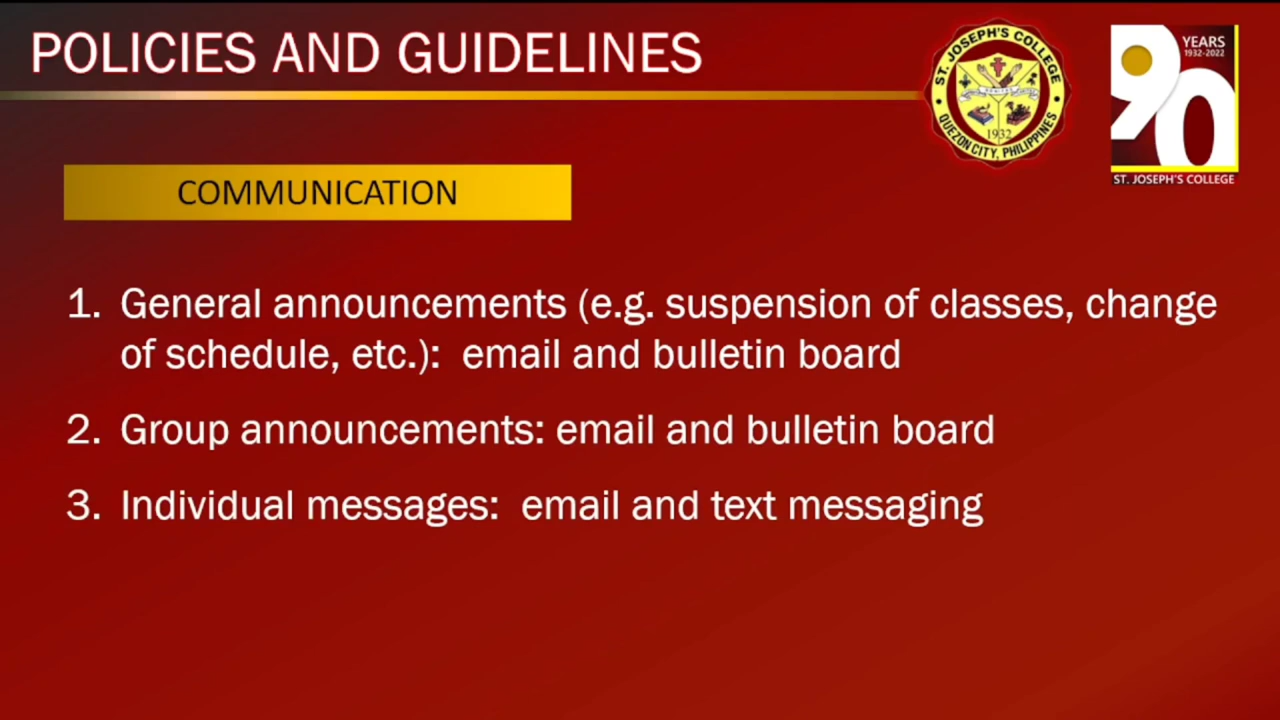 POLICIES AND GUIDELINES
ST. JOSEPH'S COLLEGE
QUEZON CITY, PHILIPPINES
1932
90
YEARS
1932-2022
ST. JOSEPH'S COLLEGE
COMMUNICATION
1. General announcements (e.g. suspension of classes, change
of schedule, etc.): email and bulletin board
2. Group announcements: email and bulletin board
3. Individual messages: email and text messaging